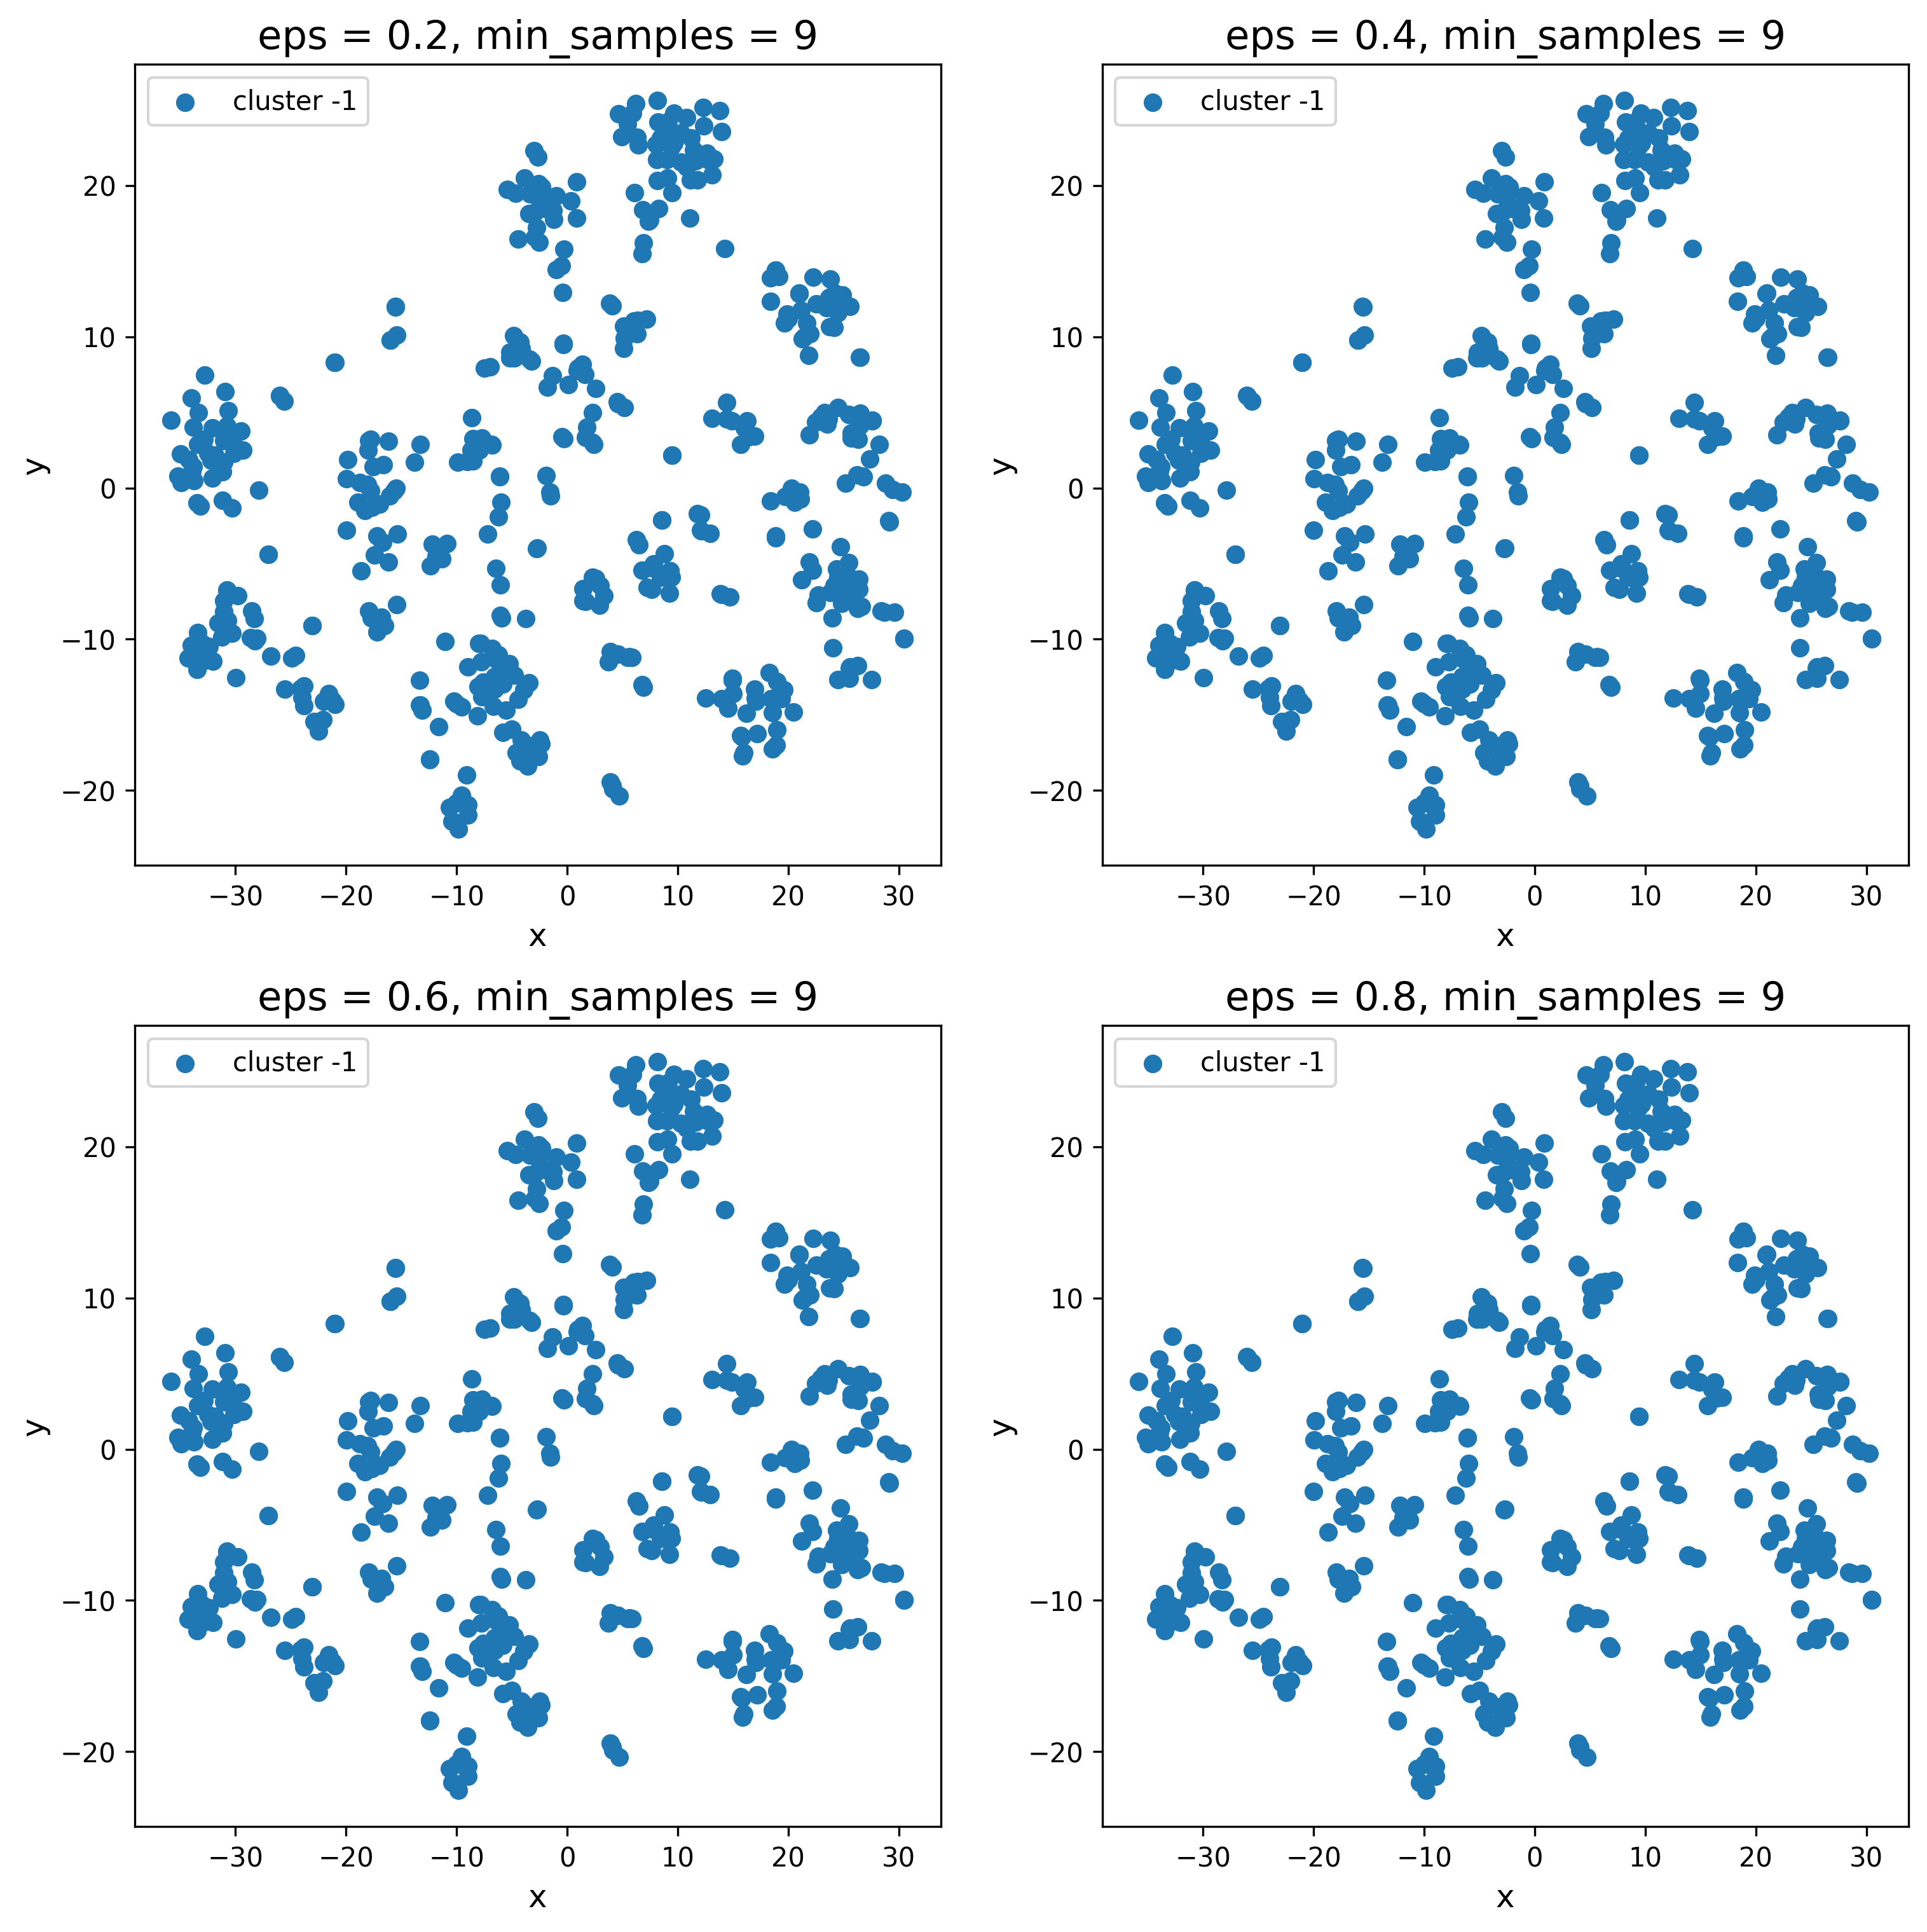 eps = 0.2, min_samples = 9
cluster -1
20
10
0
−10
−20
y
−30 −20 −10 0 10 20 30
x
eps = 0.4, min_samples = 9
cluster -1
20
10
0
−10
−20
y
−30 −20 −10 0 10 20 30
x
eps = 0.6, min_samples = 9
cluster -1
20
10
0
−10
−20
y
−30 −20 −10 0 10 20 30
x
eps = 0.8, min_samples = 9
cluster -1
20
10
0
−10
−20
y
−30 −20 −10 0 10 20 30
x